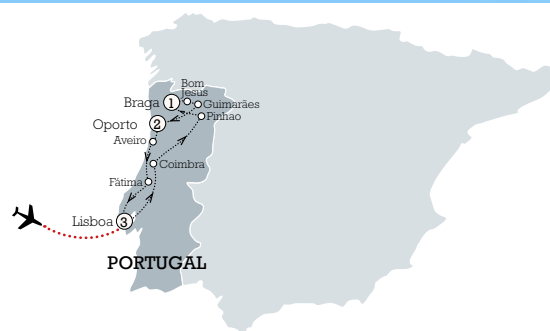 Bom
Jesus
Braga 1
Guimarães
Pinhao
Oporto 2
Aveiro
Coimbra
Fátima
Lisboa 3
PORTUGAL